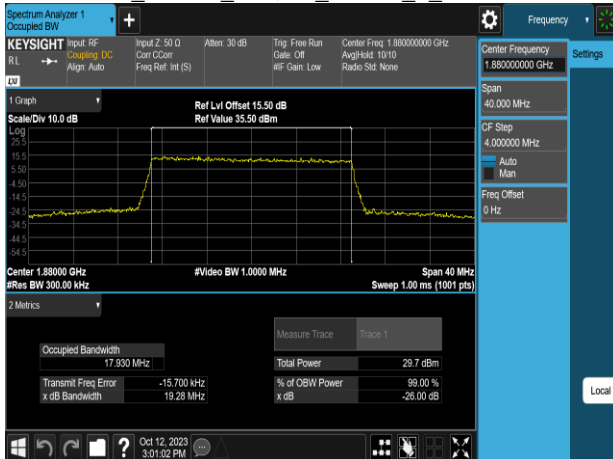 Spectrum Analyzer 1
Occupied BW
Frequency
KEYSIGHT
Input: RF
Input Z: 50 Ω
Atten: 30 dB
Trig: Free Run
Center Freq: 1.880000000 GHz
R L
Coupling: DC
Corr CCorr
Gate: Off
Avg|Hold: 10/10
Align: Auto
Freq Ref: Int (S)
#IF Gain: Low
Radio Std: None
LXI
Center Frequency
1.880000000 GHz
Settings
Span
40.000 MHz
CF Step
4.000000 MHz
Auto
Man
Freq Offset
0 Hz
Local
1 Graph
Ref Lvl Offset 15.50 dB
Scale/Div 10.0 dB
Ref Value 35.50 dBm
Log
25.5
15.5
5.50
-4.50
-14.5
-24.5
-34.5
-44.5
-54.5
Center 1.88000 GHz
#Video BW 1.0000 MHz
Span 40 MHz
#Res BW 300.00 kHz
Sweep 1.00 ms (1001 pts)
2 Metrics
Measure Trace
Trace 1
Occupied Bandwidth
17.930 MHz
Total Power
29.7 dBm
Transmit Freq Error
-15.700 kHz
% of OBW Power
99.00 %
x dB Bandwidth
19.28 MHz
x dB
-26.00 dB
?
Oct 12, 2023
3:01:02 PM